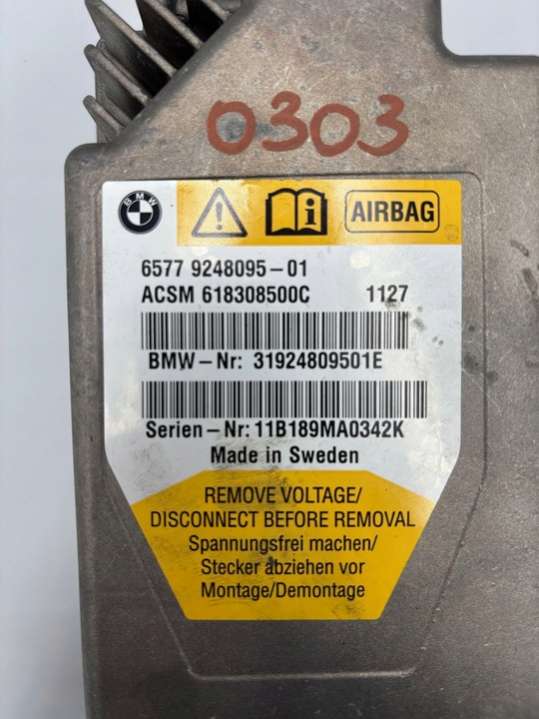 0303
BMW
AIRBAG
6577 9248095-01
ACSM 618308500C 1127
BMW-Nr: 31924809501E
Serien-Nr: 11B189MA0342K
Made in Sweden
REMOVE VOLTAGE/
DISCONNECT BEFORE REMOVAL
Spannungsfrei machen/
Stecker abziehen vor
Montage/Demontage